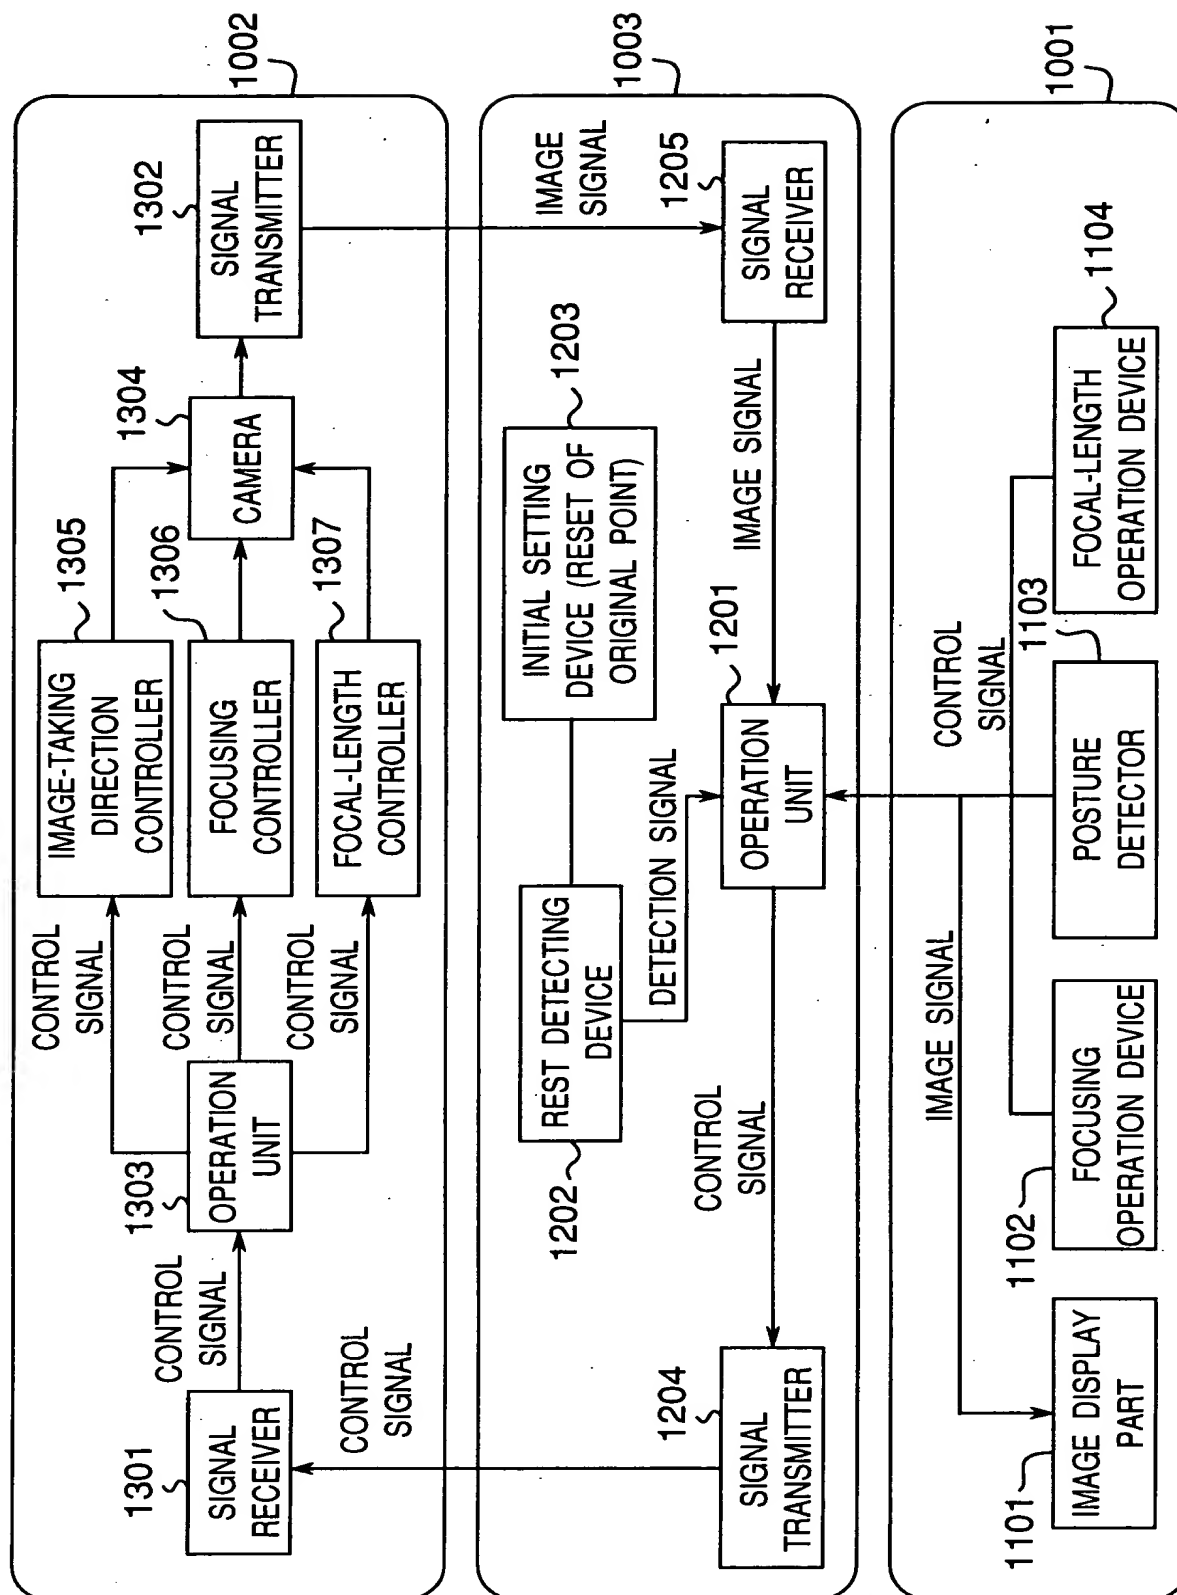 1002
1302
SIGNAL
TRANSMITTER
1304
CAMERA
1305
IMAGE-TAKING
DIRECTION
CONTROLLER
1306
FOCUSING
CONTROLLER
1307
FOCAL-LENGTH
CONTROLLER
CONTROL
SIGNAL
CONTROL
SIGNAL
CONTROL
SIGNAL
1303
OPERATION
UNIT
CONTROL
SIGNAL
1301
SIGNAL
RECEIVER
CONTROL
SIGNAL
IMAGE
SIGNAL
1003
1205
SIGNAL
RECEIVER
IMAGE SIGNAL
1203
INITIAL SETTING
DEVICE (RESET OF
ORIGINAL POINT)
1201
OPERATION
UNIT
DETECTION SIGNAL
REST DETECTING
DEVICE
1202
CONTROL
SIGNAL
1204
SIGNAL
TRANSMITTER
1001
1104
FOCAL-LENGTH
OPERATION DEVICE
CONTROL
SIGNAL
1103
POSTURE
DETECTOR
IMAGE SIGNAL
1102
FOCUSING
OPERATION DEVICE
1101
IMAGE DISPLAY
PART